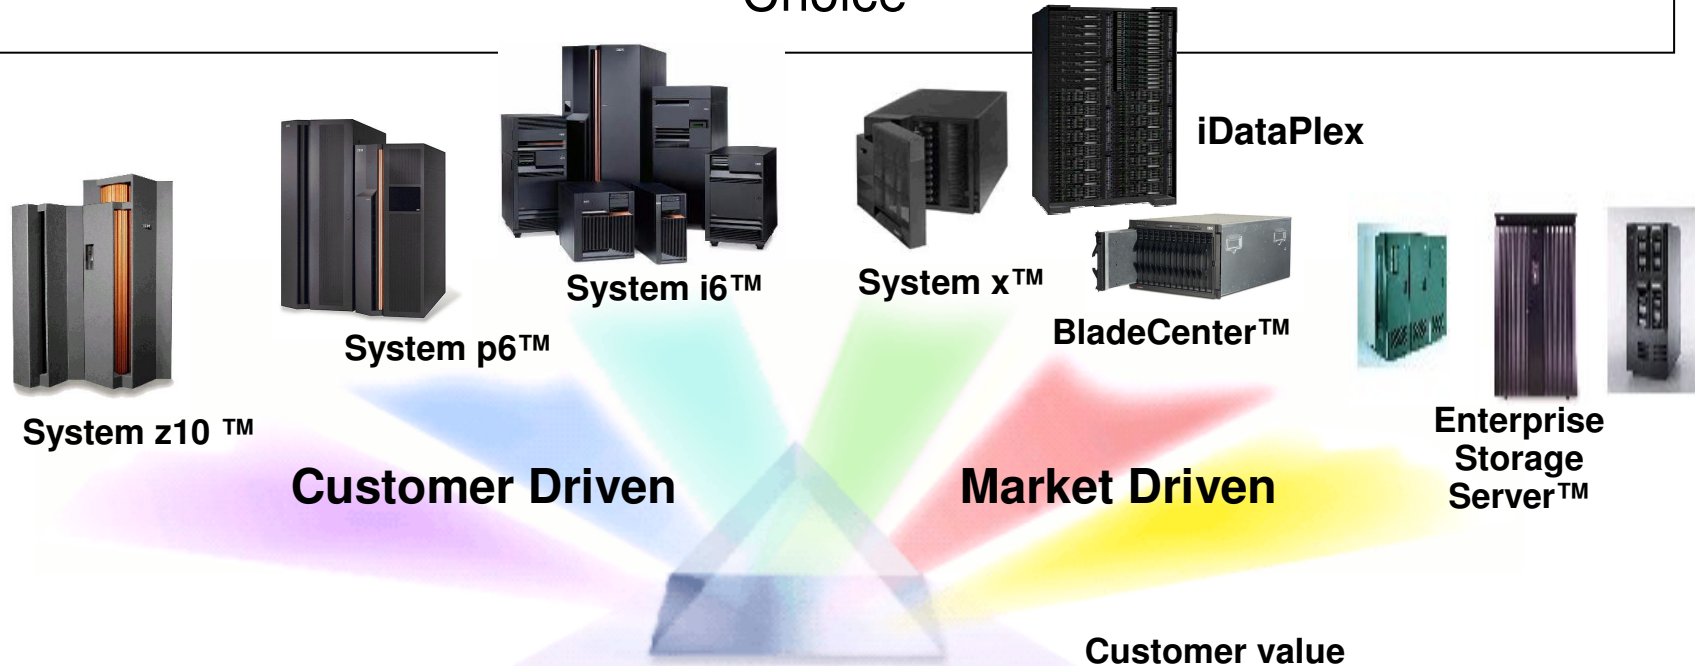 Choice
iDataPlex
System i6™
System x™
BladeCenter™
System p6™
System z10 ™
Enterprise
Storage
Server™
Customer Driven
Market Driven
Customer value